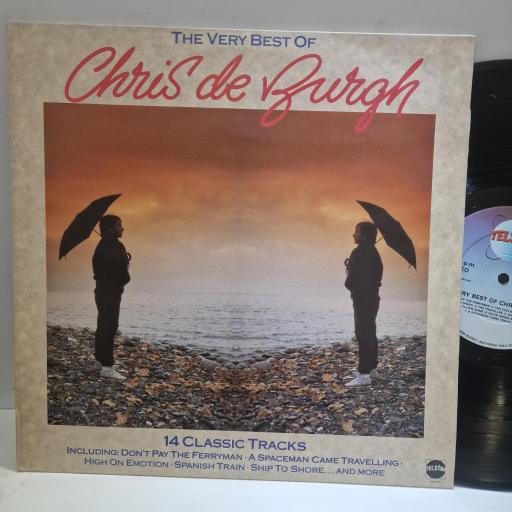 THE VERY BEST OF
Chris de Burgh
14 CLASSIC TRACKS
INCLUDING: DON'T PAY THE FERRYMAN · A SPACEMAN CAME TRAVELLING ·
HIGH ON EMOTION · SPANISH TRAIN · SHIP TO SHORE... AND MORE
TELSTAR